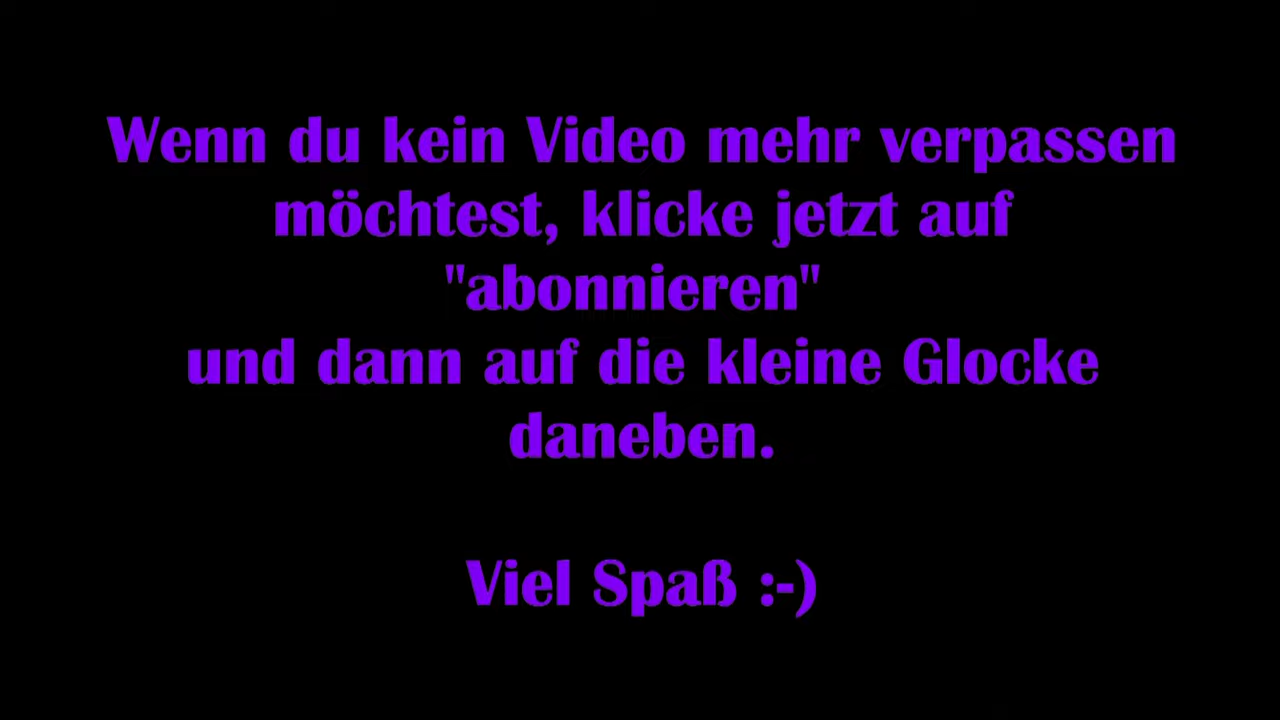 Wenn du kein Video mehr verpassen
möchtest, klicke jetzt auf
"abonnieren"
und dann auf die kleine Glocke
daneben.
Viel Spaß :-)